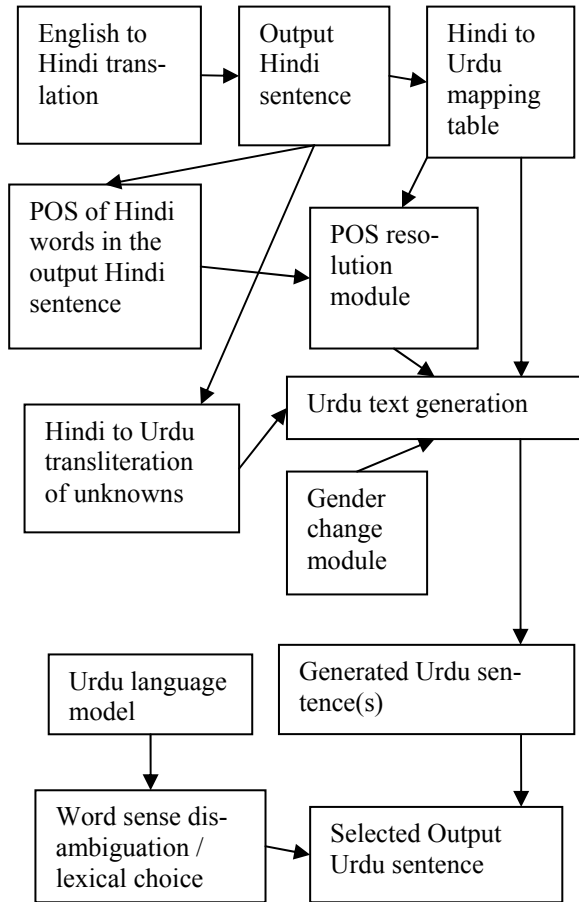 English to
Hindi trans-
lation
Output
Hindi
sentence
Hindi to
Urdu
mapping
table
POS of Hindi
words in the
output Hindi
sentence
POS reso-
lution
module
Urdu text generation
Hindi to Urdu
transliteration
of unknowns
Gender
change
module
Generated Urdu sen-
tence(s)
Urdu language
model
Word sense dis-
ambiguation /
lexical choice
Selected Output
Urdu sentence